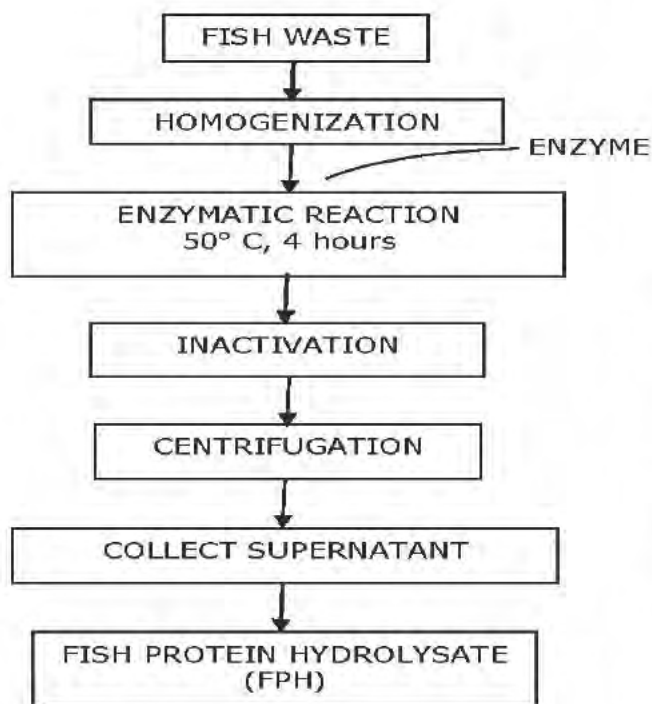 FISH WASTE
HOMOGENIZATION
ENZYME
ENZYMATIC REACTION
50° C, 4 hours
INACTIVATION
CENTRIFUGATION
COLLECT SUPERNATANT
FISH PROTEIN HYDROLYSATE
(FPH)